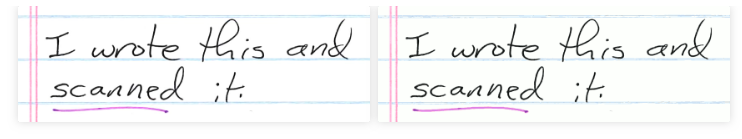 I wrote this and I wrote this and
scanned it. scanned it.